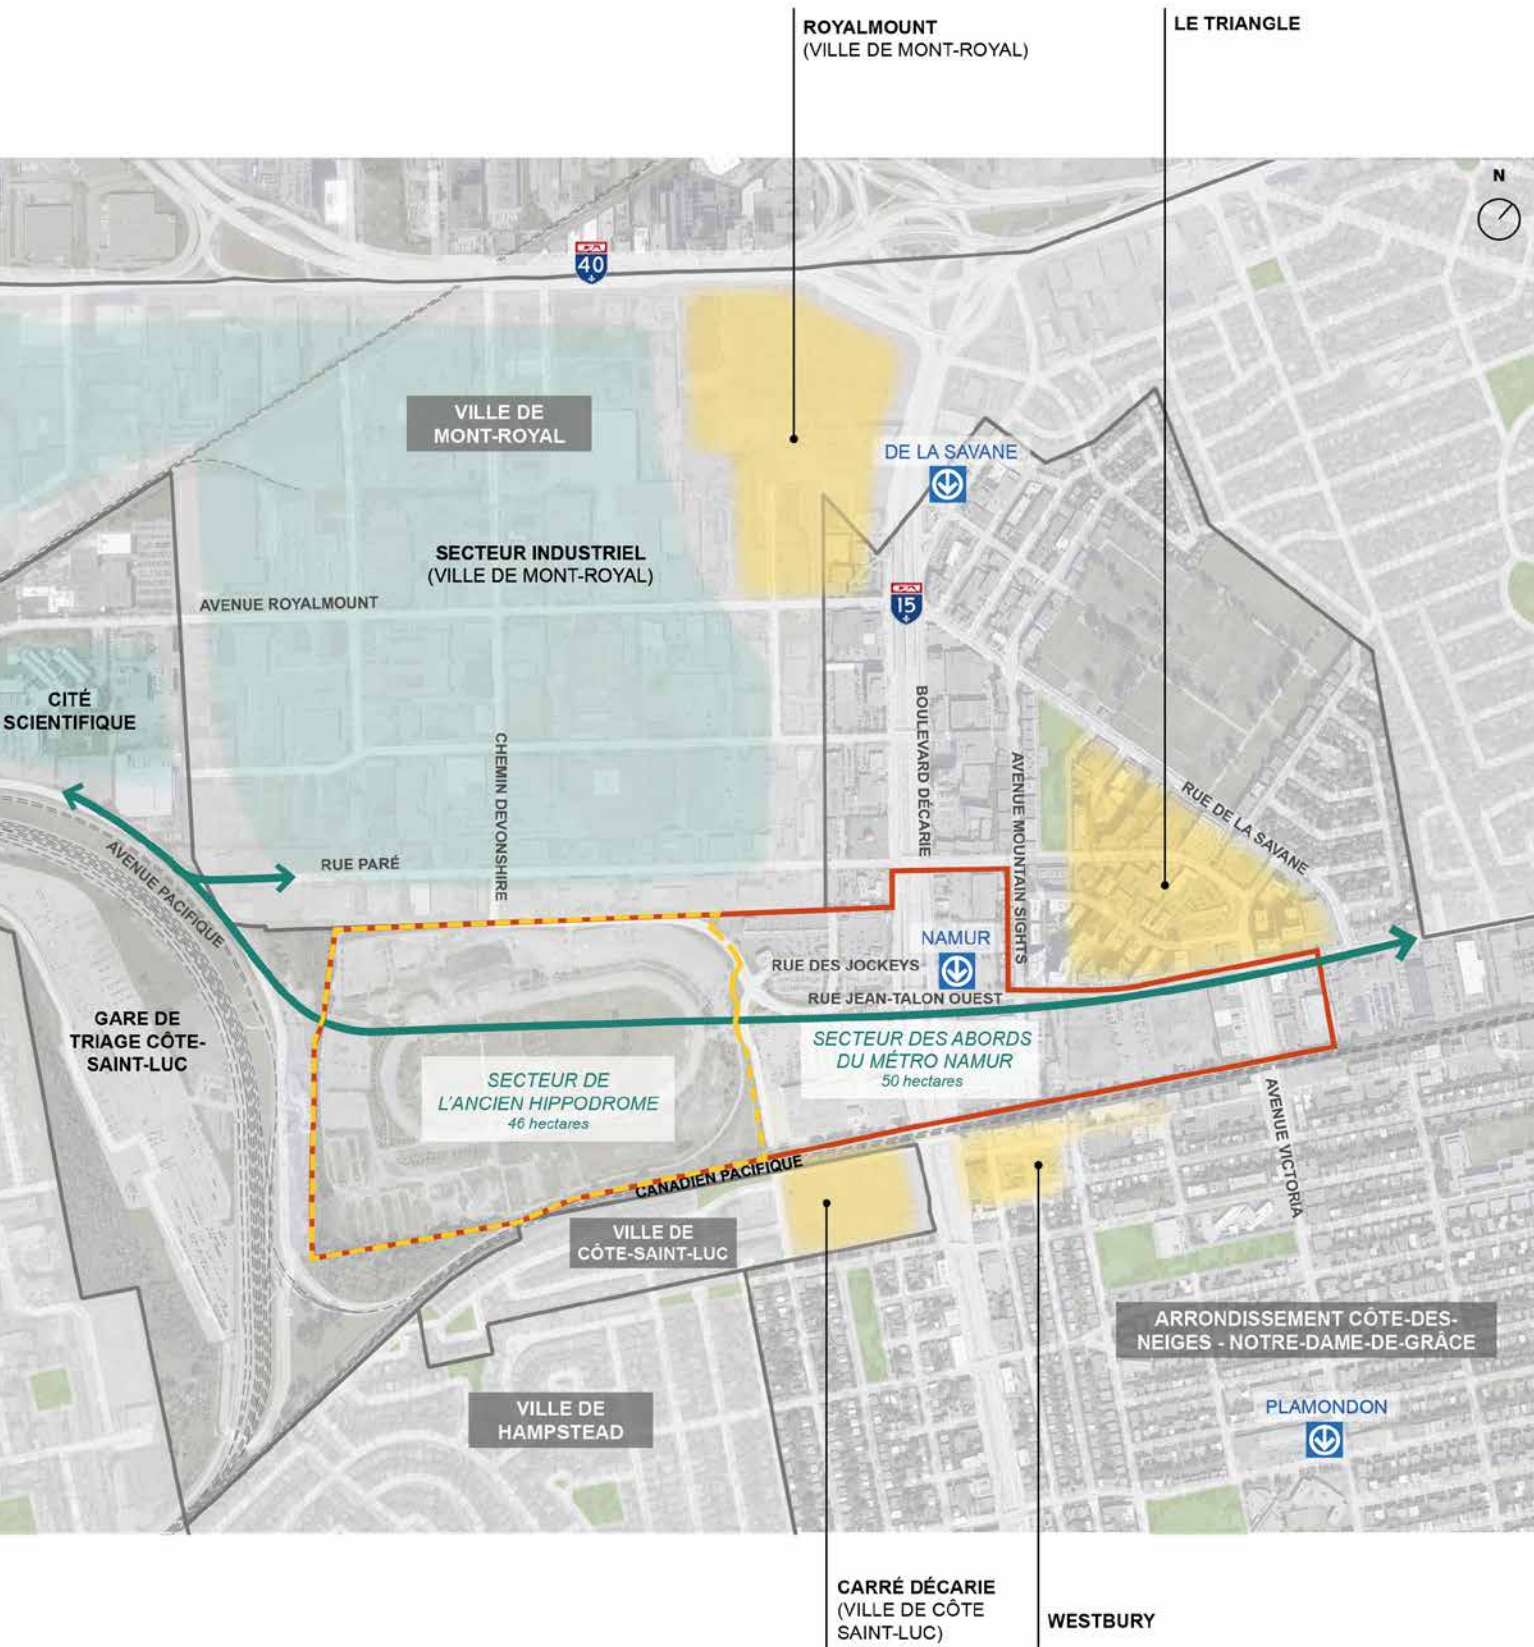 ROYALMOUNT
(VILLE DE MONT-ROYAL)
LE TRIANGLE
N
40
VILLE DE
MONT-ROYAL
DE LA SAVANE
SECTEUR INDUSTRIEL
(VILLE DE MONT-ROYAL)
15
AVENUE ROYALMOUNT
CITÉ
SCIENTIFIQUE
CHEMIN DEVONSHIRE
BOULEVARD DÉCARIE
AVENUE MOUNTAIN SIGHTS
RUE DE LA SAVANE
AVENUE PACIFIQUE
RUE PARÉ
NAMUR
RUE DES JOCKEYS
RUE JEAN-TALON OUEST
GARE DE
TRIAGE CÔTE-
SAINT-LUC
SECTEUR DES ABORDS
DU MÉTRO NAMUR
50 hectares
SECTEUR DE
L'ANCIEN HIPPODROME
46 hectares
AVENUE VICTORIA
CANADIEN PACIFIQUE
VILLE DE
CÔTE-SAINT-LUC
ARRONDISSEMENT CÔTE-DES-
NEIGES - NOTRE-DAME-DE-GRÂCE
VILLE DE
HAMPSTEAD
PLAMONDON
CARRÉ DÉCARIE
(VILLE DE CÔTE
SAINT-LUC)
WESTBURY